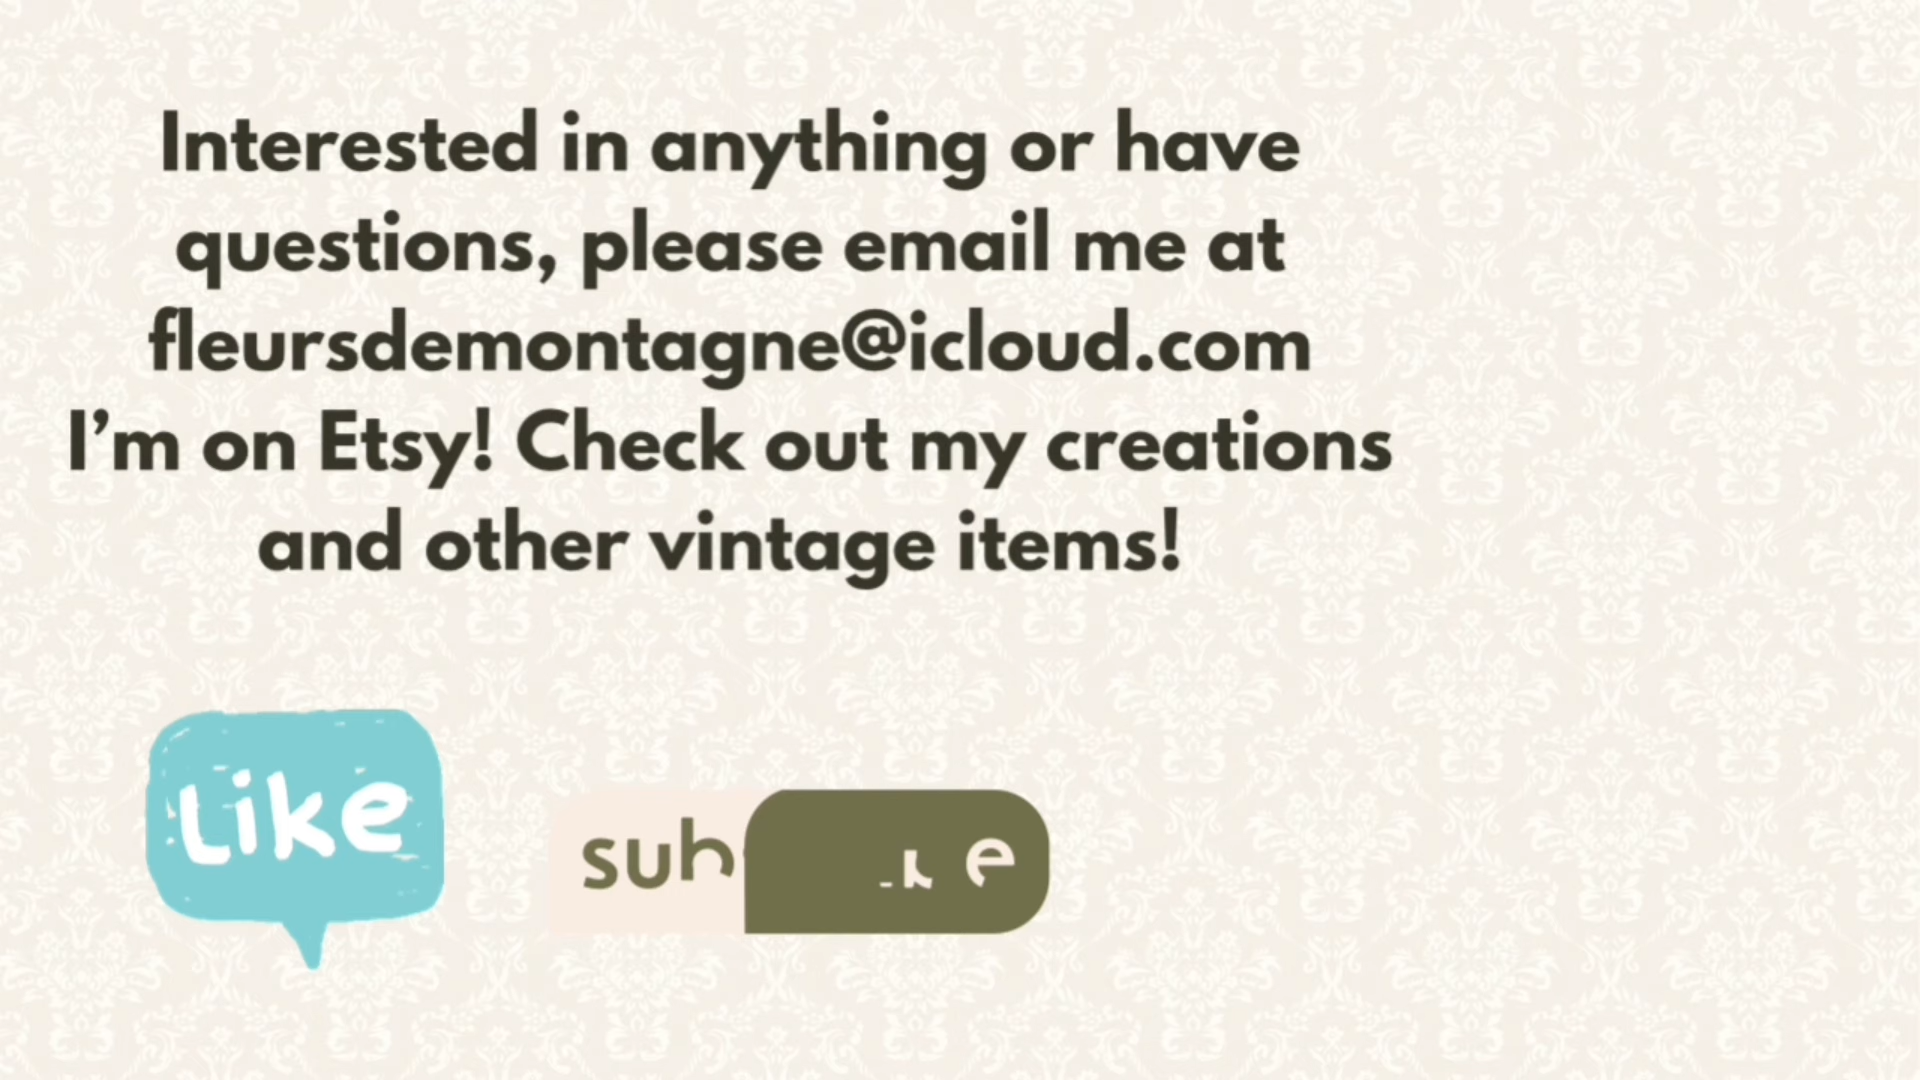 Interested in anything or have
questions, please email me at
fleursdemontagne@icloud.com
I’m on Etsy! Check out my creations
and other vintage items!
Like